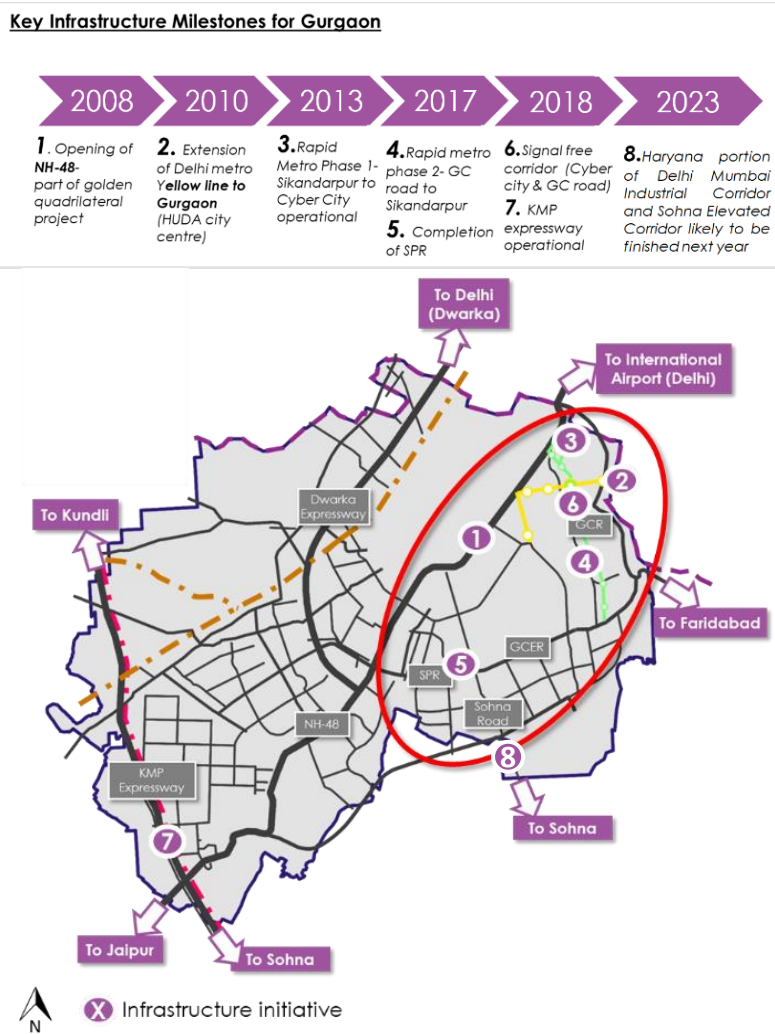 Key Infrastructure Milestones for Gurgaon
2008
2010
2013
2017
2018
2023
1. Opening of
NH-48-
part of golden
quadrilateral
project
2. Extension
of Delhi metro
Yellow line to
Gurgaon
(HUDA city
centre)
3.Rapid
Metro Phase 1-
Sikandarpur to
Cyber City
operational
4.Rapid metro
phase 2- GC
road to
Sikandarpur
5. Completion
of SPR
6.Signal free
corridor (Cyber
city & GC road)
7. KMP
expressway
operational
8.Haryana portion
of Delhi Mumbai
Industrial Corridor
and Sohna Elevated
Corridor likely to be
finished next year
To Delhi
(Dwarka)
To International
Airport (Delhi)
3
2
To Kundli
Dwarka
Expressway
6
GCR
1
4
To Faridabad
GCER
5
SPR
Sohna
Road
NH-48
8
KMP
Expressway
To Sohna
7
To Jaipur
To Sohna
N
X Infrastructure initiative